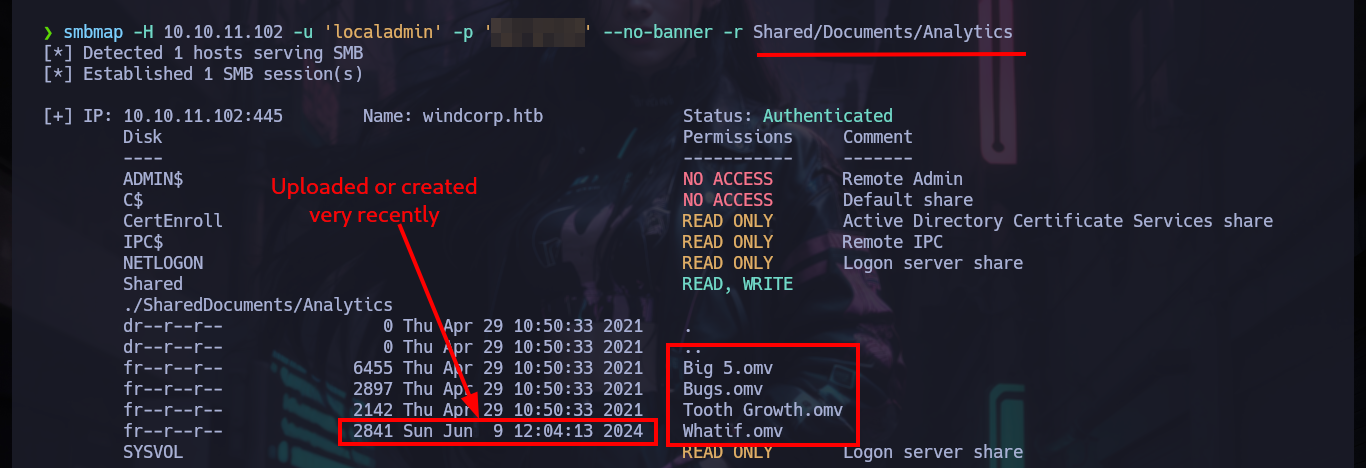 ❯ smbmap -H 10.10.11.102 -u 'localadmin' -p '' --no-banner -r Shared/Documents/Analytics
[*] Detected 1 hosts serving SMB
[*] Established 1 SMB session(s)
[+] IP: 10.10.11.102:445 Name: windcorp.htb Status: Authenticated
Disk Permissions Comment
---- ----------- -------
ADMIN$ NO ACCESS Remote Admin
C$ NO ACCESS Default share
CertEnroll READ ONLY Active Directory Certificate Services share
IPC$ READ ONLY Remote IPC
NETLOGON READ ONLY Logon server share
Shared READ, WRITE
./SharedDocuments/Analytics
dr--r--r-- 0 Thu Apr 29 10:50:33 2021 .
dr--r--r-- 0 Thu Apr 29 10:50:33 2021 ..
fr--r--r-- 6455 Thu Apr 29 10:50:33 2021 Big 5.omv
fr--r--r-- 2897 Thu Apr 29 10:50:33 2021 Bugs.omv
fr--r--r-- 2142 Thu Apr 29 10:50:33 2021 Tooth Growth.omv
fr--r--r-- 2841 Sun Jun 9 12:04:13 2024 Whatif.omv
SYSVOL READ ONLY Logon server share
Uploaded or created
very recently